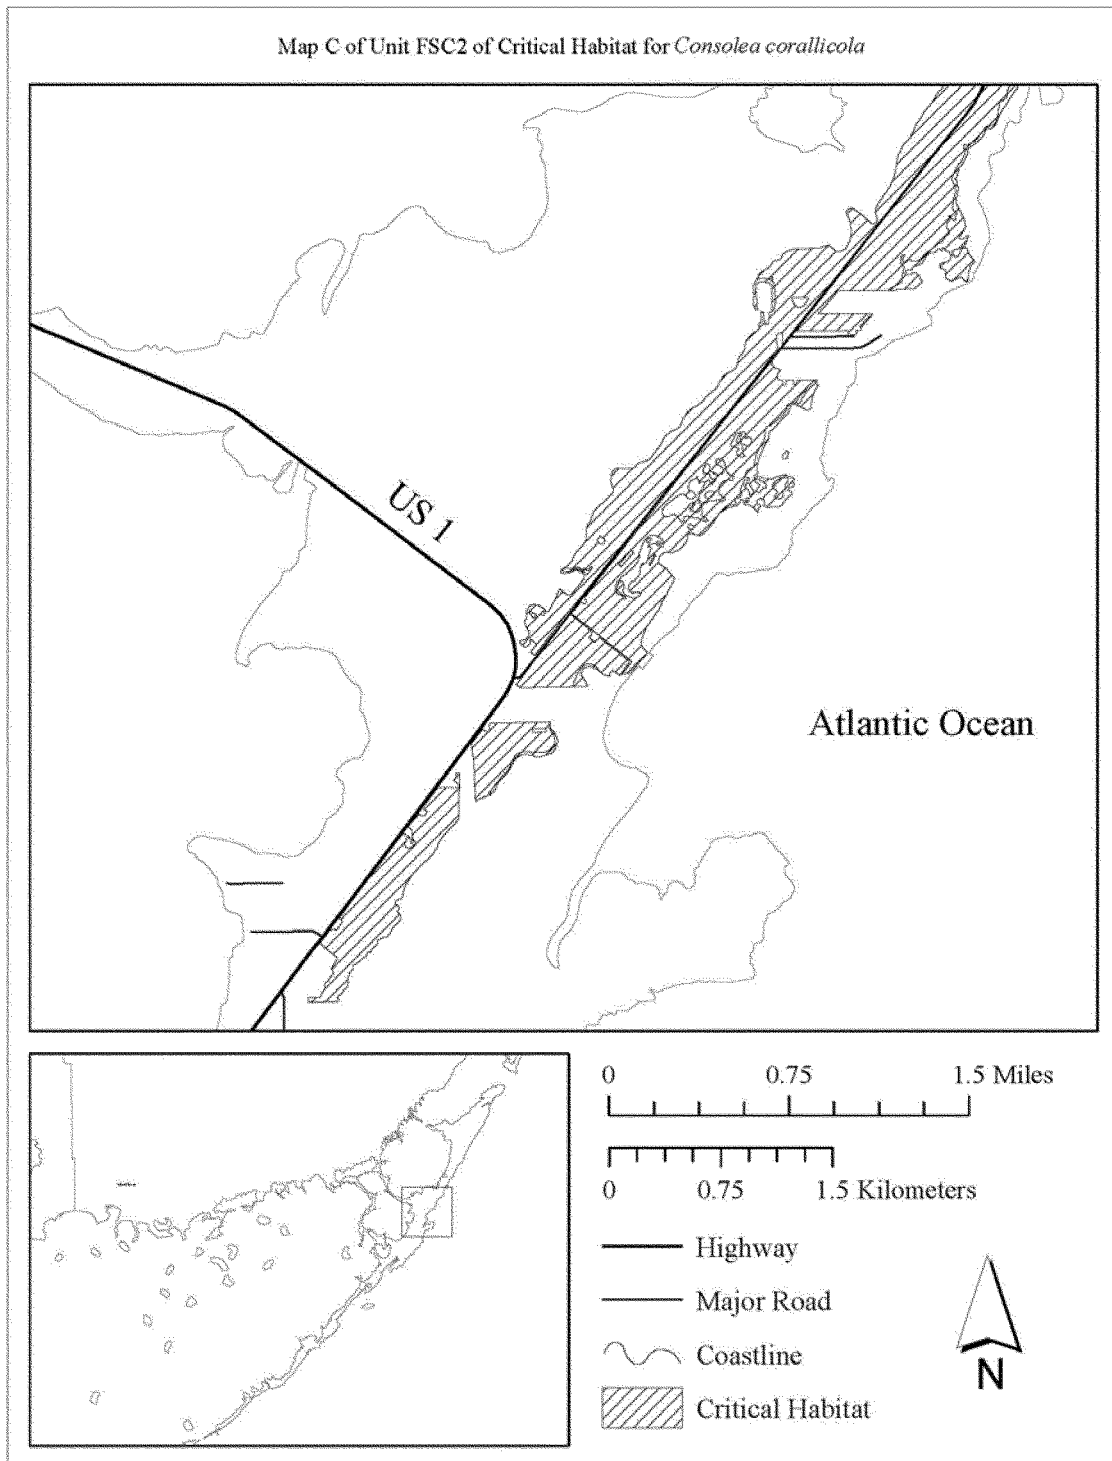 Map C of Unit FSC2 of Critical Habitat for Consolea corallicola
US 1
Atlantic Ocean
0 0.75 1.5 Miles
0 0.75 1.5 Kilometers
Highway
Major Road
Coastline
Critical Habitat
N